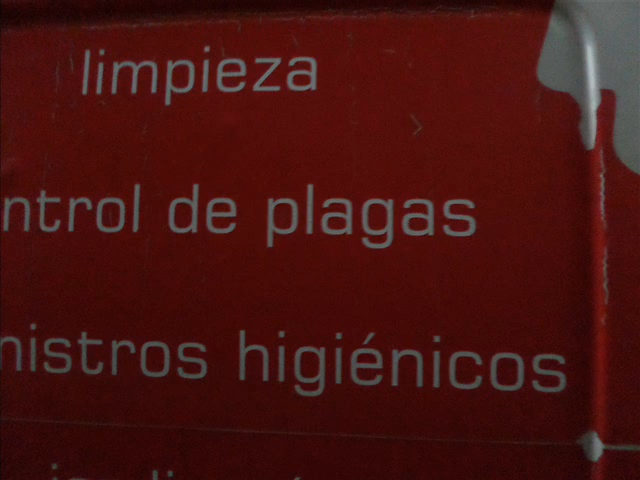 limpieza
ntrol de plagas
nistros higiénicos